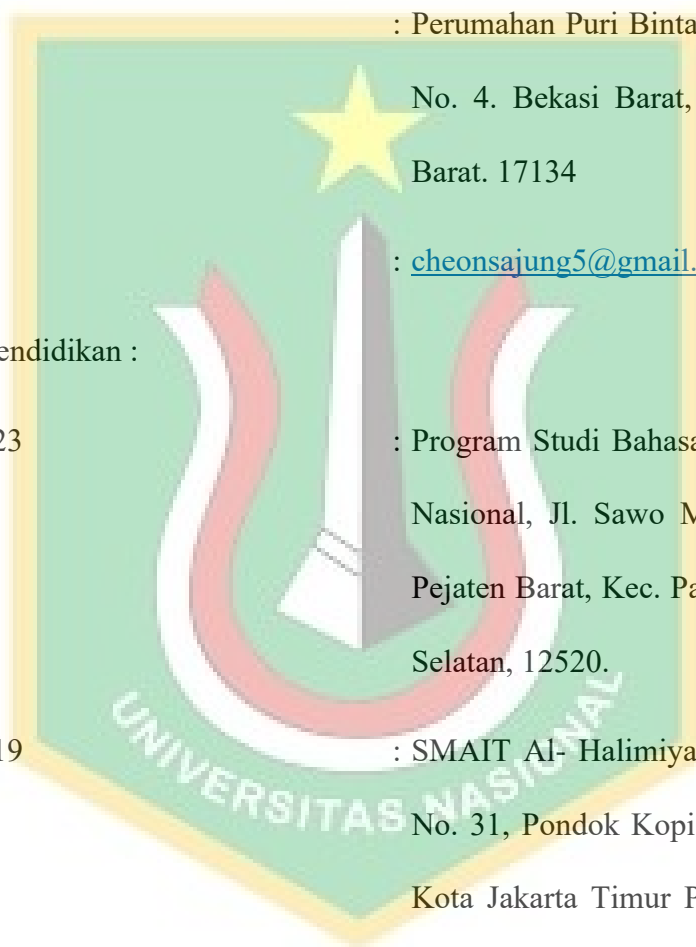 : Perumahan Puri Binta
No. 4. Bekasi Barat,
Barat. 17134
: cheonsajung5@gmail.
endidikan :
23 : Program Studi Bahasa
Nasional, Jl. Sawo M
Pejaten Barat, Kec. Pa
Selatan, 12520.
19 : SMAIT Al- Halimiya
No. 31, Pondok Kopi
Kota Jakarta Timur P
UNIVERSITAS NASIONAL